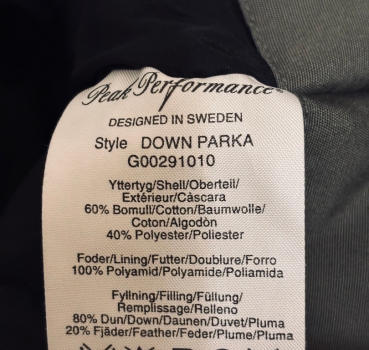 Peak Performance®
DESIGNED IN SWEDEN
Style DOWN PARKA
G00291010
Yttertyg/Shell/Oberteil/
Extérieur/Càscara
60% Bomull/Cotton/Baumwolle/
Coton/Algodòn
40% Polyester/Poliester
Foder/Lining/Futter/Doublure/Forro
100% Polyamid/Polyamide/Poliamida
Fyllning/Filling/Füllung/
Remplissage/Relleno
80% Dun/Down/Daunen/Duvet/Pluma
20% Fjäder/Feather/Feder/Plume/Pluma